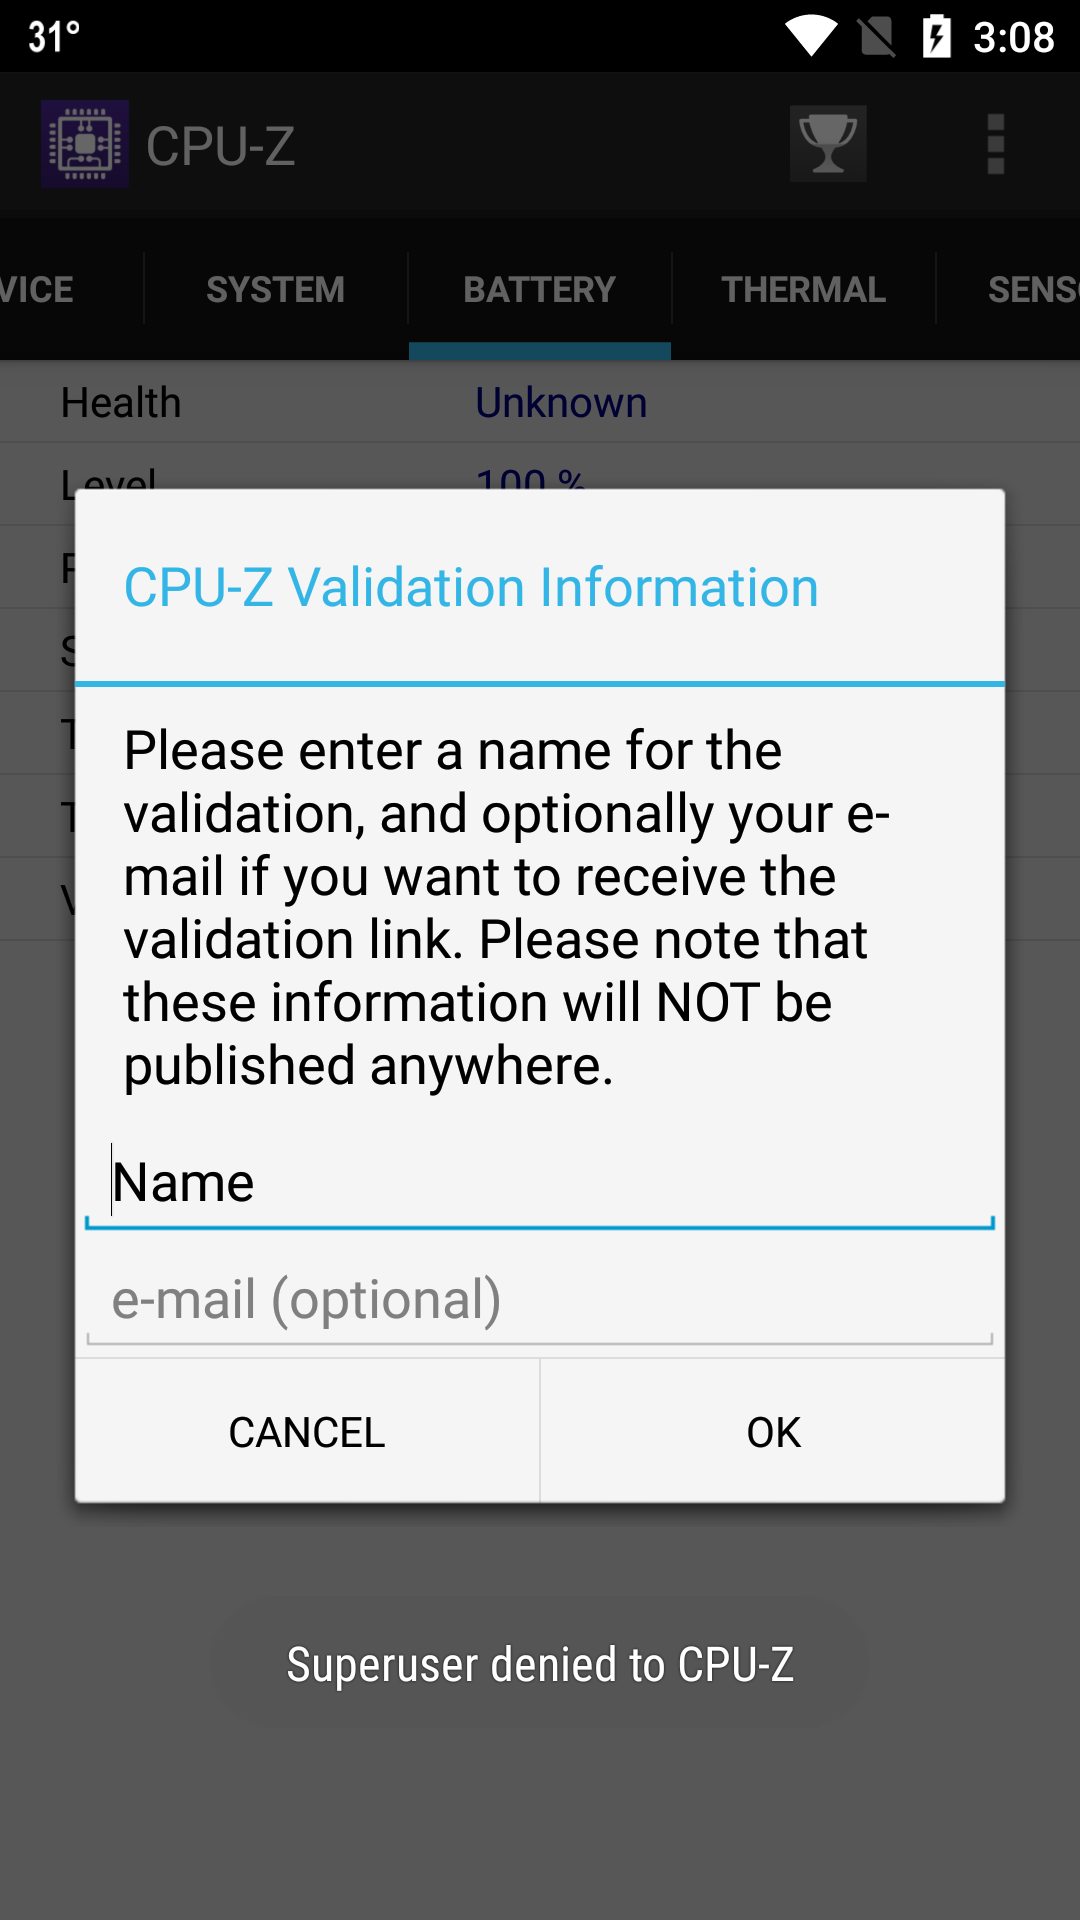 31°
3:08
CPU-Z
VICE
SYSTEM
BATTERY
THERMAL
SENS
Health
Unknown
Level
100 %
CPU-Z Validation Information
Please enter a name for the
validation, and optionally your e-
mail if you want to receive the
validation link. Please note that
these information will NOT be
published anywhere.
Name
e-mail (optional)
CANCEL
OK
Superuser denied to CPU-Z